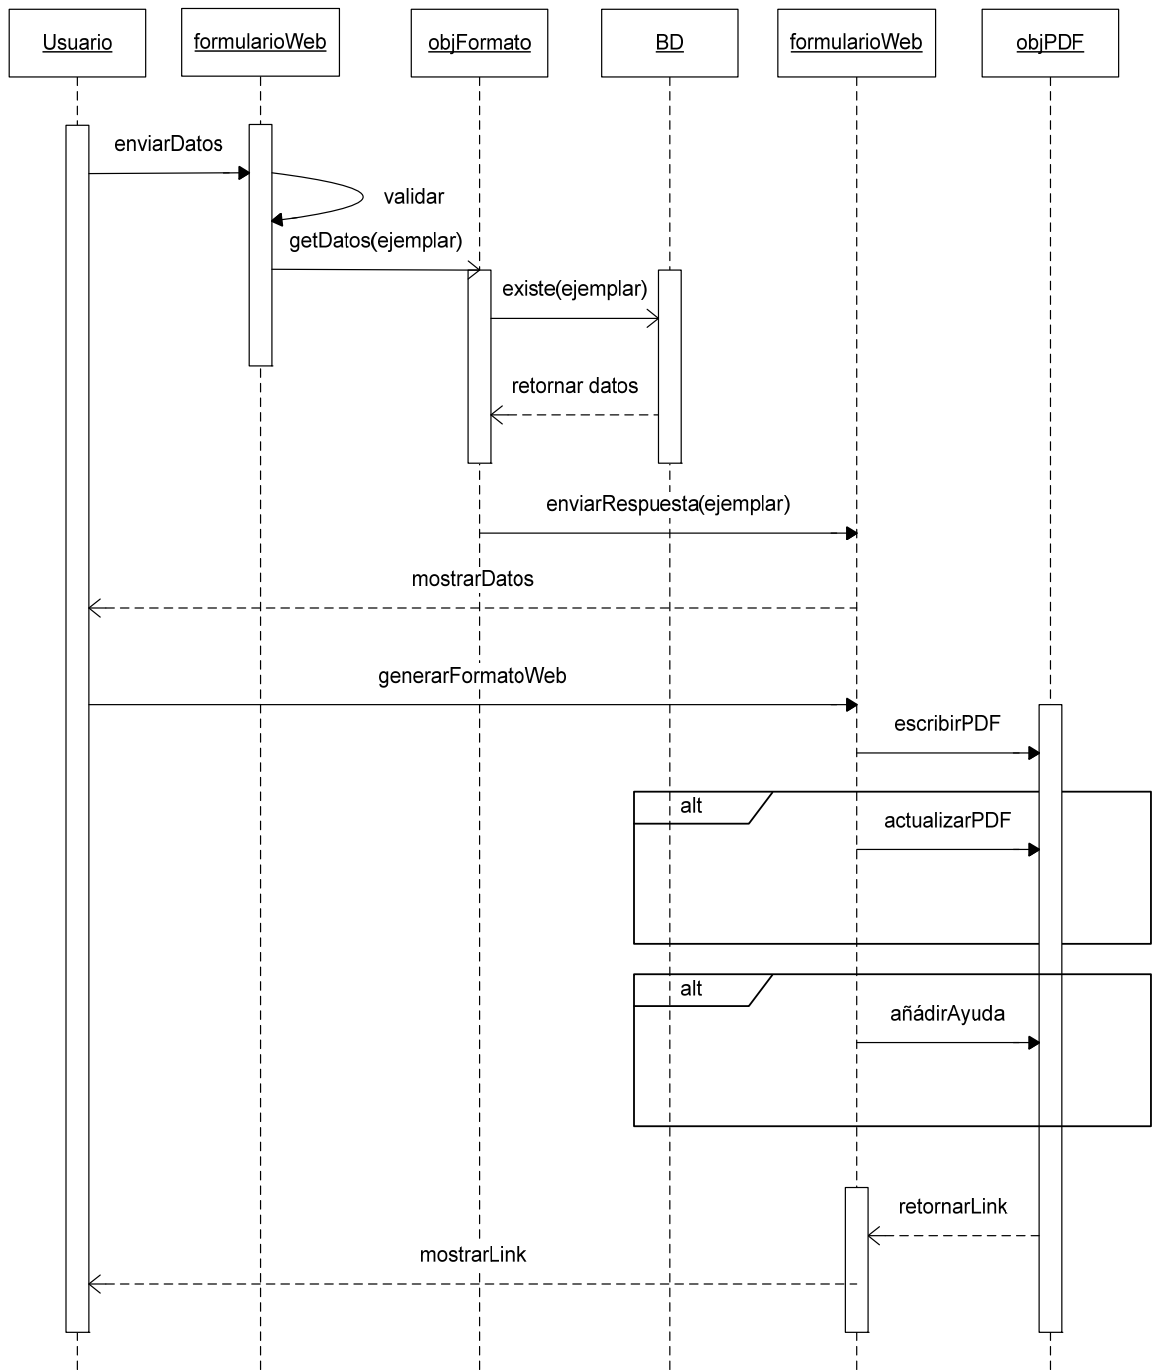 Usuario
formularioWeb
objFormato
BD
formularioWeb
objPDF
enviarDatos
validar
getDatos(ejemplar)
existe(ejemplar)
retornar datos
enviarRespuesta(ejemplar)
mostrarDatos
generarFormatoWeb
escribirPDF
alt
actualizarPDF
alt
añádirAyuda
retornarLink
mostrarLink